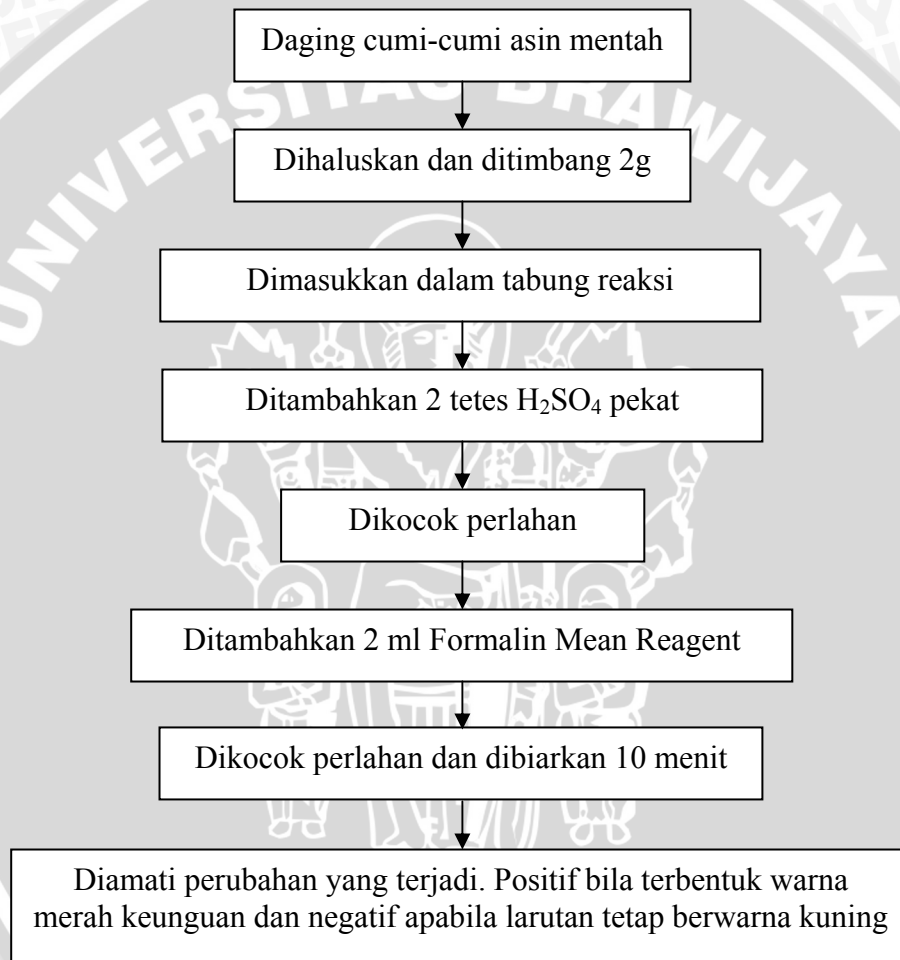 UNIVERSITAS BRAWIJAYA
Daging cumi-cumi asin mentah
Dihaluskan dan ditimbang 2g
Dimasukkan dalam tabung reaksi
Ditambahkan 2 tetes H₂SO₄ pekat
Dikocok perlahan
Ditambahkan 2 ml Formalin Mean Reagent
Dikocok perlahan dan dibiarkan 10 menit
Diamati perubahan yang terjadi. Positif bila terbentuk warna
merah keunguan dan negatif apabila larutan tetap berwarna kuning